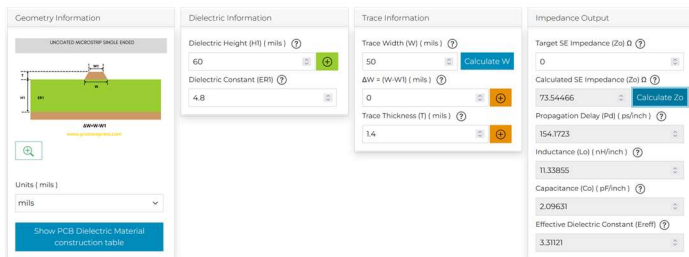 Geometry Information
UNCOATED MICROSTRIP SINGLE ENDED
W1
T
W
H1
ER1
ΔW=W-W1
Units ( mils )
mils
Show PCB Dielectric Material
construction table
Dielectric Information
Dielectric Height (H1) ( mils ) ?
60
Dielectric Constant (ER1) ?
4.8
Trace Information
Trace Width (W) ( mils ) ?
50
Calculate W
ΔW = (W-W1) ( mils ) ?
0
Trace Thickness (T) ( mils ) ?
1.4
Impedance Output
Target SE Impedance (Zo) Ω ?
0
Calculated SE Impedance (Zo) Ω ?
73.54466
Calculate Zo
Propagation Delay (Pd) ( ps/inch ) ?
154.1723
Inductance (Lo) ( nH/inch ) ?
11.33855
Capacitance (Co) ( pF/inch ) ?
2.09631
Effective Dielectric Constant (Ereff) ?
3.31121